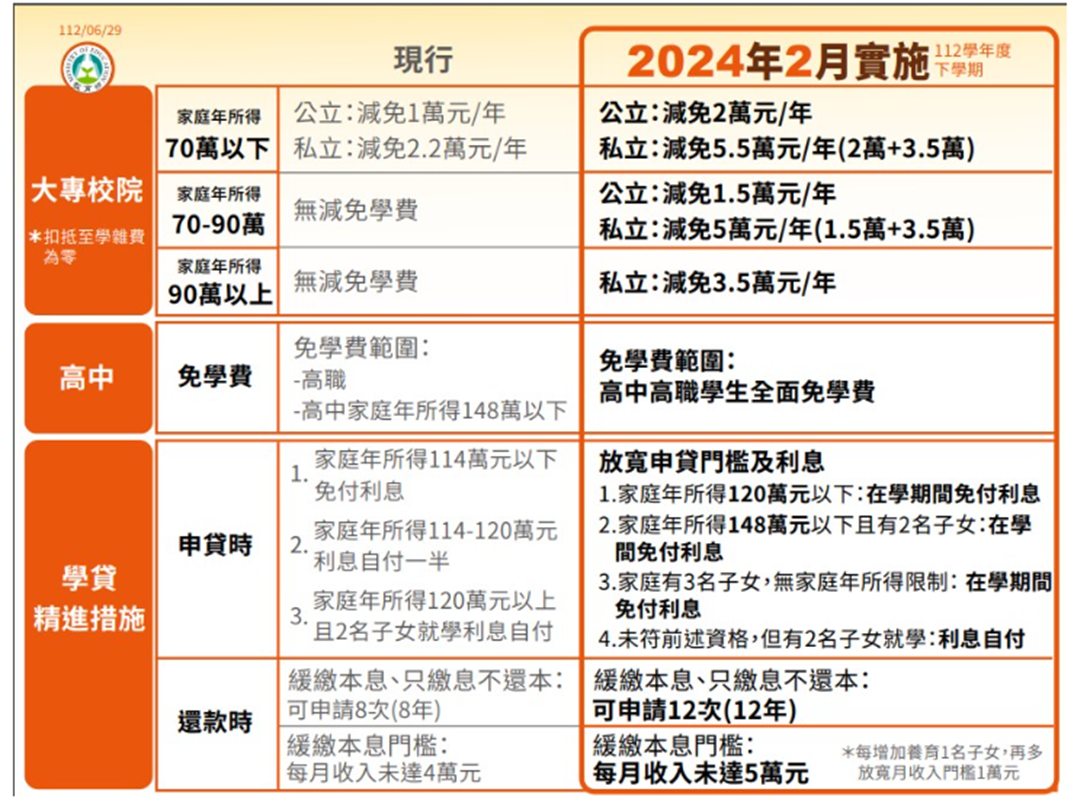 112/06/29
現行
2024年2月實施
112學年度
下學期
大專校院
*扣抵至學雜費
為零
家庭年所得
70萬以下
公立：減免1萬元/年
私立：減免2.2萬元/年
公立：減免2萬元/年
私立：減免5.5萬元/年(2萬+3.5萬)
家庭年所得
70-90萬
無減免學費
公立：減免1.5萬元/年
私立：減免5萬元/年(1.5萬+3.5萬)
家庭年所得
90萬以上
無減免學費
私立：減免3.5萬元/年
高中
免學費
免學費範圍：
-高職
-高中家庭年所得148萬以下
免學費範圍：
高中高職學生全面免學費
學貸
精進措施
申貸時
1. 家庭年所得114萬元以下
免付利息
2. 家庭年所得114-120萬元
利息自付一半
3. 家庭年所得120萬元以上
且2名子女就學利息自付
放寬申貸門檻及利息
1.家庭年所得120萬元以下：在學期間免付利息
2.家庭年所得148萬元以下且有2名子女：在學
間免付利息
3.家庭有3名子女，無家庭年所得限制： 在學期間
免付利息
4.未符前述資格，但有2名子女就學：利息自付
還款時
緩繳本息、只繳息不還本：
可申請8次(8年)
緩繳本息、只繳息不還本：
可申請12次(12年)
緩繳本息門檻：
每月收入未達4萬元
緩繳本息門檻：
每月收入未達5萬元
*每增加養育1名子女，再多
放寬月收入門檻1萬元